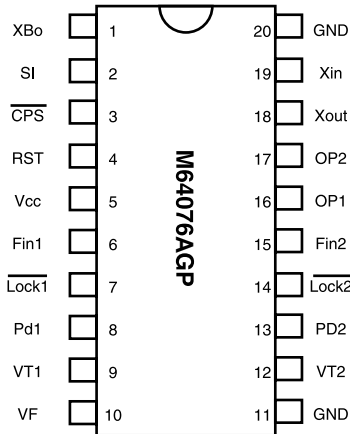 XBo 1 20 GND
SI 2 19 Xin
CPS 3 18 Xout
RST 4 17 OP2
Vcc 5 16 OP1
Fin1 6 15 Fin2
Lock1 7 14 Lock2
Pd1 8 13 PD2
VT1 9 12 VT2
VF 10 11 GND
M64076AGP